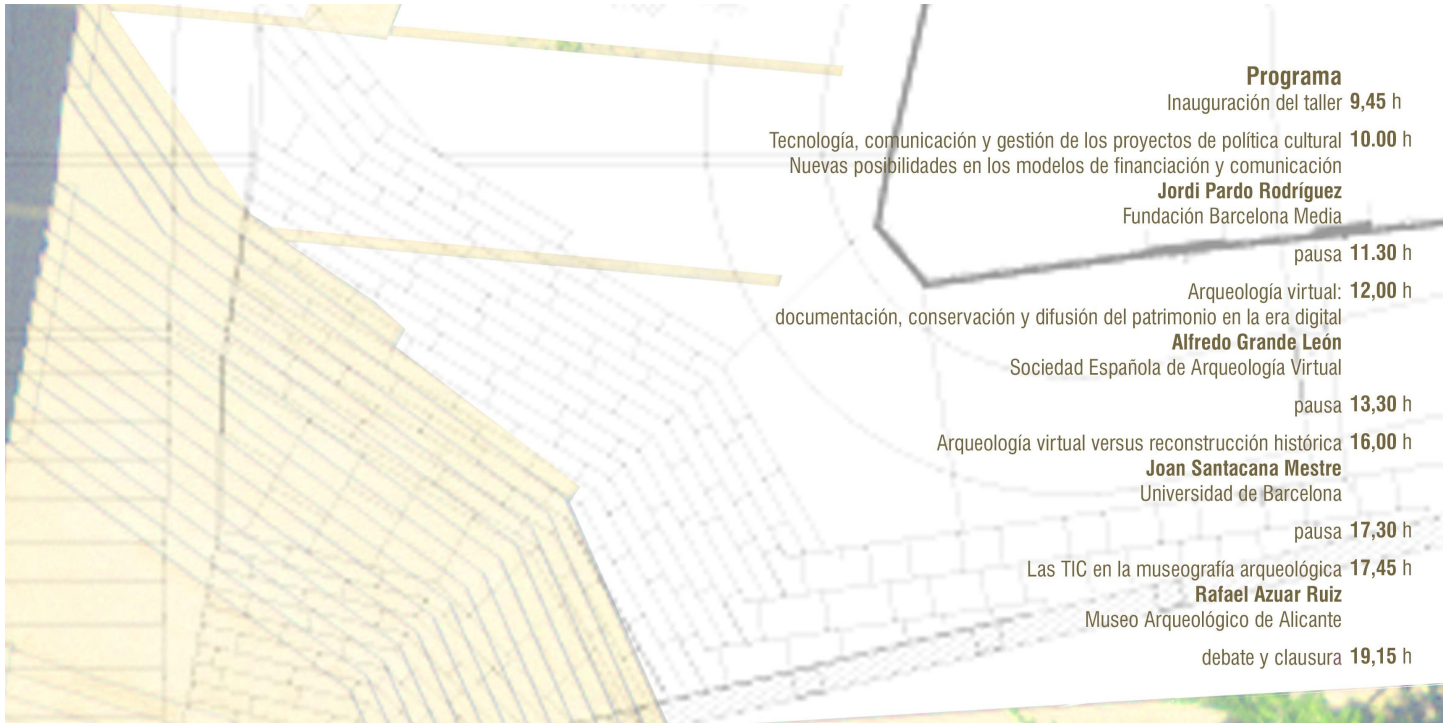 Programa
Inauguración del taller 9,45 h
Tecnología, comunicación y gestión de los proyectos de política cultural 10.00 h
Nuevas posibilidades en los modelos de financiación y comunicación
Jordi Pardo Rodríguez
Fundación Barcelona Media
pausa 11.30 h
Arqueología virtual: 12,00 h
documentación, conservación y difusión del patrimonio en la era digital
Alfredo Grande León
Sociedad Española de Arqueología Virtual
pausa 13,30 h
Arqueología virtual versus reconstrucción histórica 16,00 h
Joan Santacana Mestre
Universidad de Barcelona
pausa 17,30 h
Las TIC en la museografía arqueológica 17,45 h
Rafael Azuar Ruiz
Museo Arqueológico de Alicante
debate y clausura 19,15 h